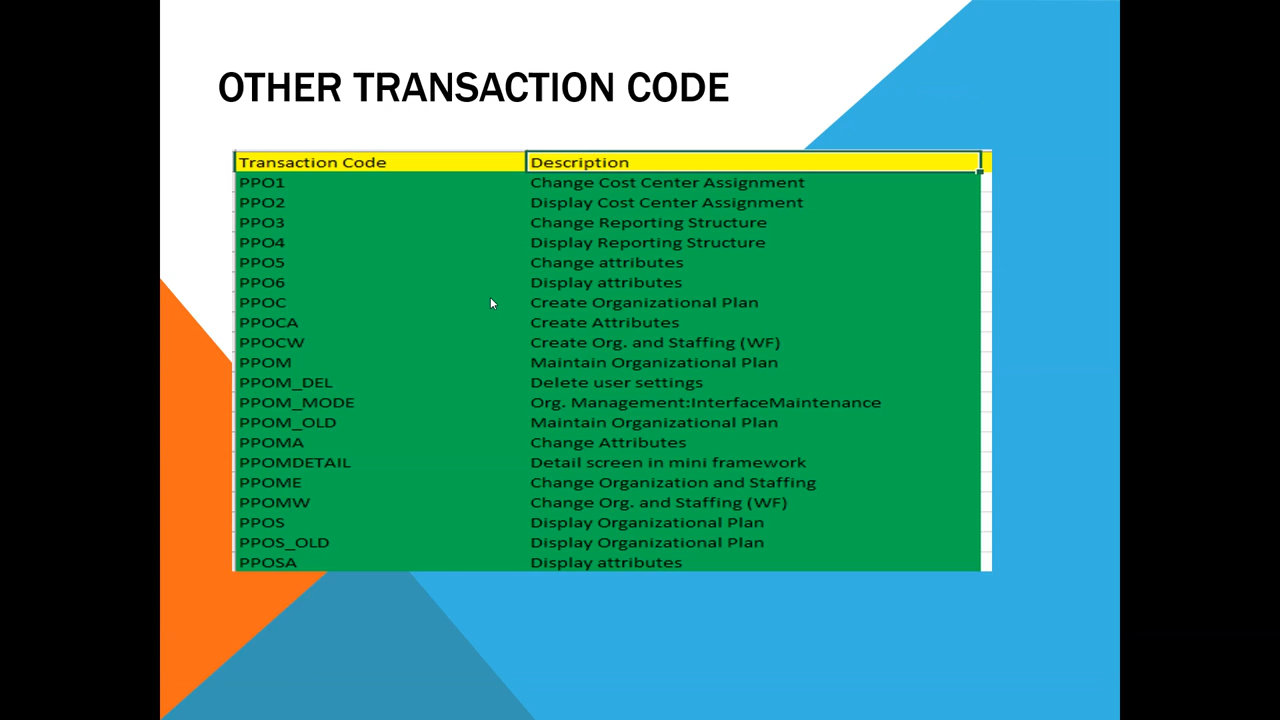 OTHER TRANSACTION CODE
Transaction Code Description
PPO1 Change Cost Center Assignment
PPO2 Display Cost Center Assignment
PPO3 Change Reporting Structure
PPO4 Display Reporting Structure
PPO5 Change attributes
PPO6 Display attributes
PPOC Create Organizational Plan
PPOCA Create Attributes
PPOCW Create Org. and Staffing (WF)
PPOM Maintain Organizational Plan
PPOM_DEL Delete user settings
PPOM_MODE Org. Management:InterfaceMaintenance
PPOM_OLD Maintain Organizational Plan
PPOMA Change Attributes
PPOMDETAIL Detail screen in mini framework
PPOME Change Organization and Staffing
PPOMW Change Org. and Staffing (WF)
PPOS Display Organizational Plan
PPOS_OLD Display Organizational Plan
PPOSA Display attributes